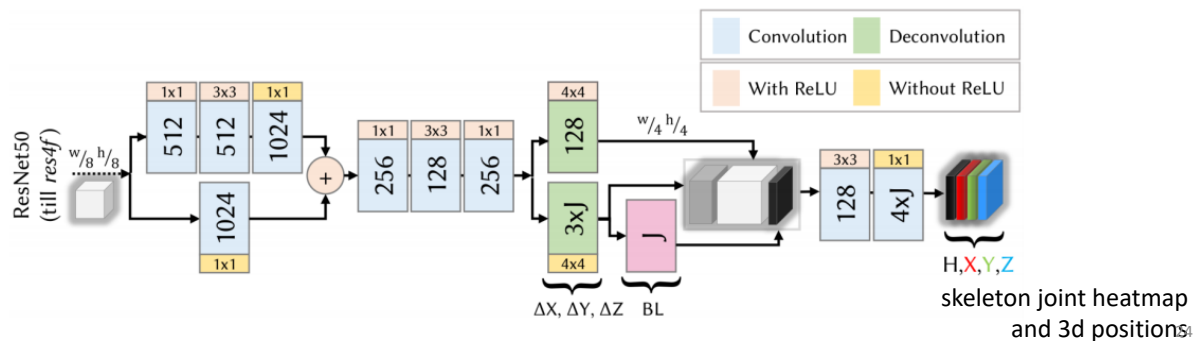 Convolution
Deconvolution
With ReLU
Without ReLU
ResNet50
(till res4f)
w/8 h/8
1x1
3x3
1x1
512
512
1024
1024
1x1
+
1x1
3x3
1x1
256
128
256
4x4
128
3xJ
4x4
ΔX, ΔY, ΔZ
J
BL
w/4 h/4
3x3
1x1
128
4xJ
H,X,Y,Z
skeleton joint heatmap
and 3d positions
24